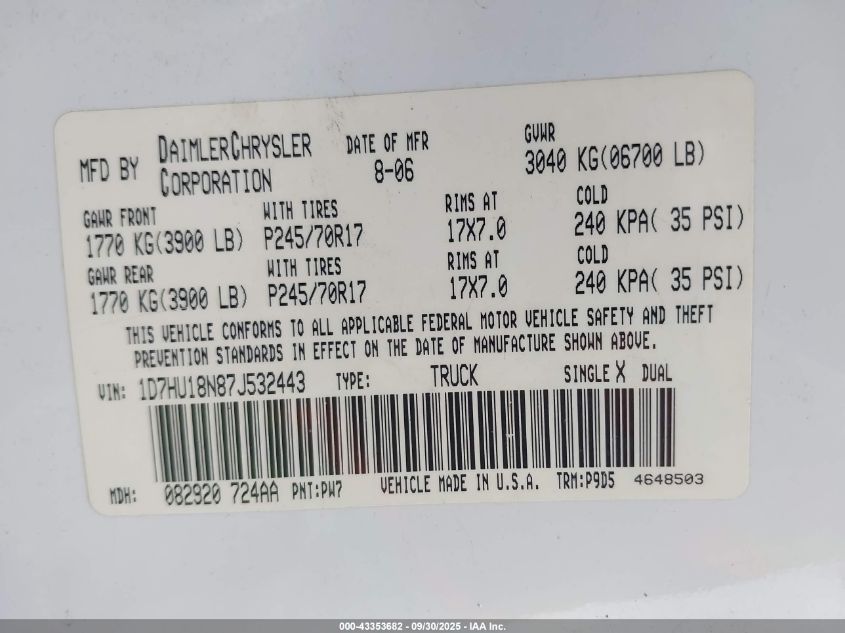 MFD BY DAIMLERCHRYSLER CORPORATION DATE OF MFR 8-06 GVWR 3040 KG(06700 LB)
GAWR FRONT WITH TIRES RIMS AT COLD
1770 KG(3900 LB) P245/70R17 17X7.0 240 KPA( 35 PSI)
GAWR REAR WITH TIRES RIMS AT COLD
1770 KG(3900 LB) P245/70R17 17X7.0 240 KPA( 35 PSI)
THIS VEHICLE CONFORMS TO ALL APPLICABLE FEDERAL MOTOR VEHICLE SAFETY AND THEFT
PREVENTION STANDARDS IN EFFECT ON THE DATE OF MANUFACTURE SHOWN ABOVE.
VIN: 1D7HU18N87J532443 TYPE: TRUCK SINGLE X DUAL
MDH: 082920 724AA PNT:PW7 VEHICLE MADE IN U.S.A. TRM:P9D5 4648503
000-43353682 - 09/30/2025 - IAA Inc.